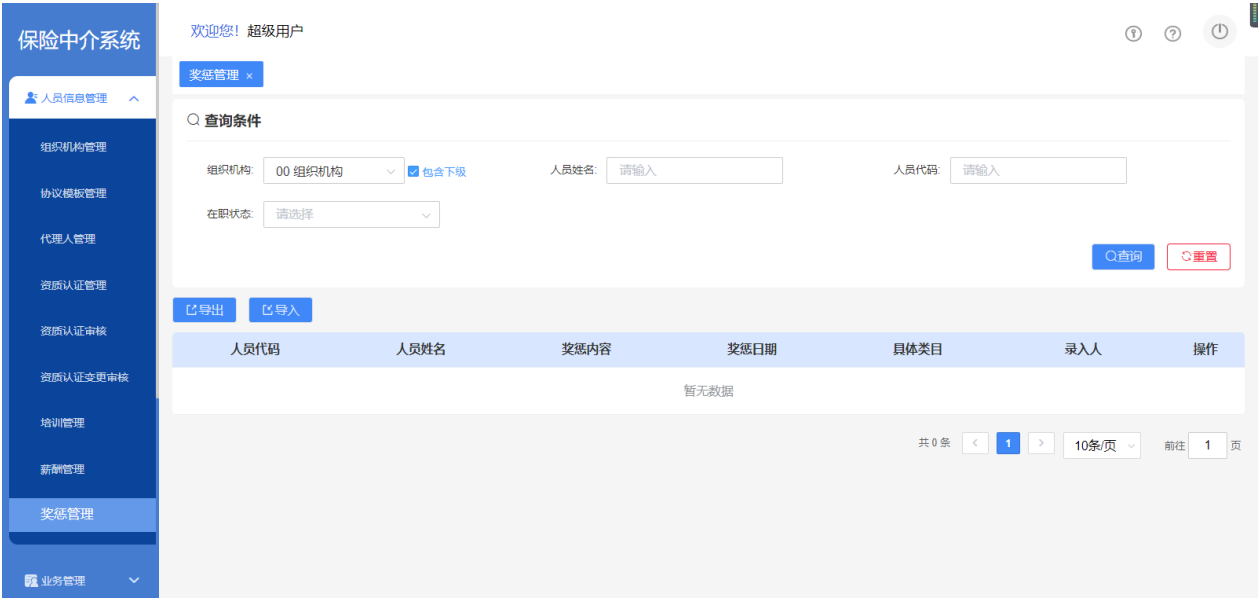 保险中介系统
欢迎您！超级用户
奖惩管理 ×
人员信息管理
组织机构管理
协议模板管理
代理人管理
资质认证管理
资质认证审核
资质认证变更审核
培训管理
薪酬管理
奖惩管理
业务管理
查询条件
组织机构: 00 组织机构 包含下级 人员姓名: 请输入 人员代码: 请输入
在职状态: 请选择
查询 重置
导出 导入
人员代码 人员姓名 奖惩内容 奖惩日期 具体类目 录入人 操作
暂无数据
共 0 条 1 10条/页 前往 1 页